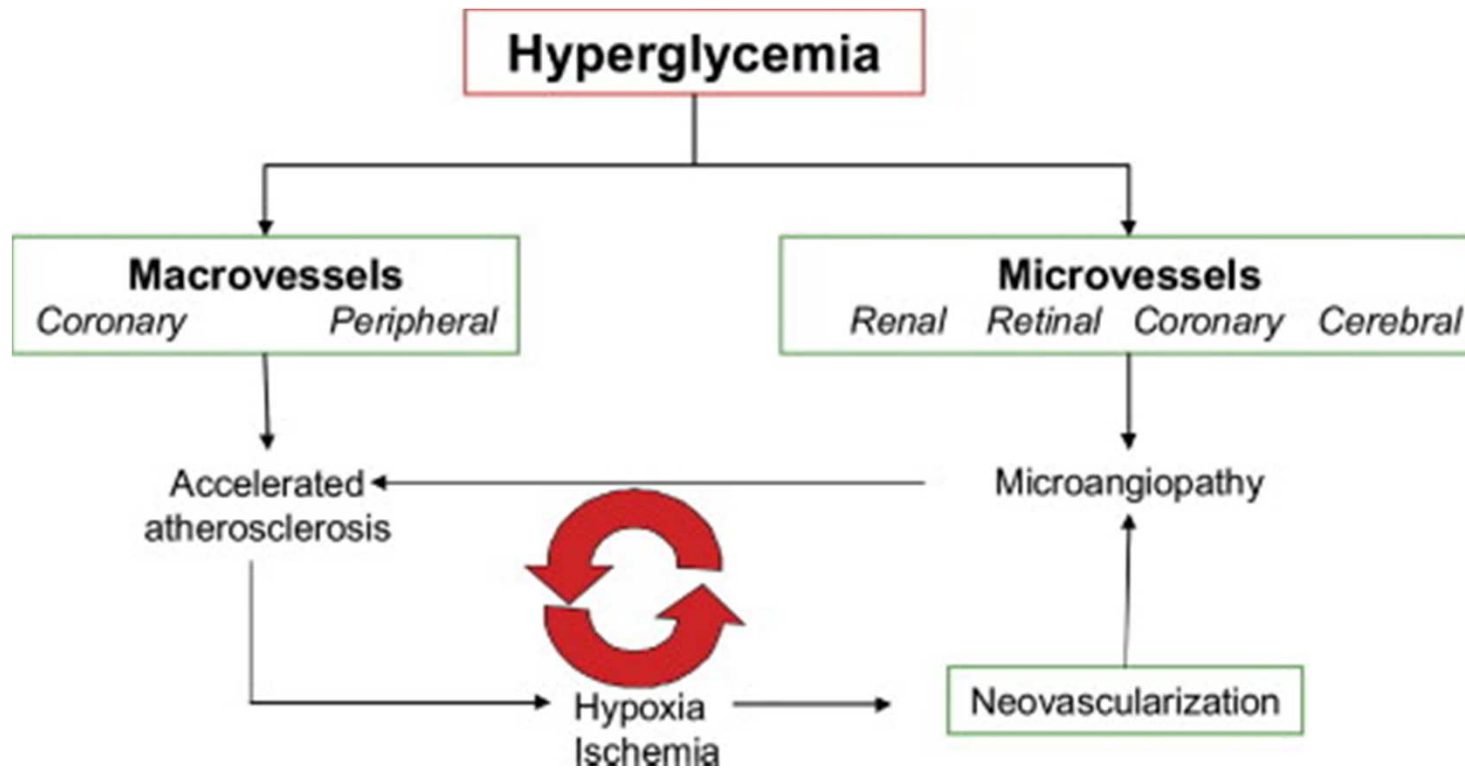 Hyperglycemia
Macrovessels
Coronary Peripheral
Microvessels
Renal Retinal Coronary Cerebral
Accelerated
atherosclerosis
Microangiopathy
Hypoxia
Ischemia
Neovascularization